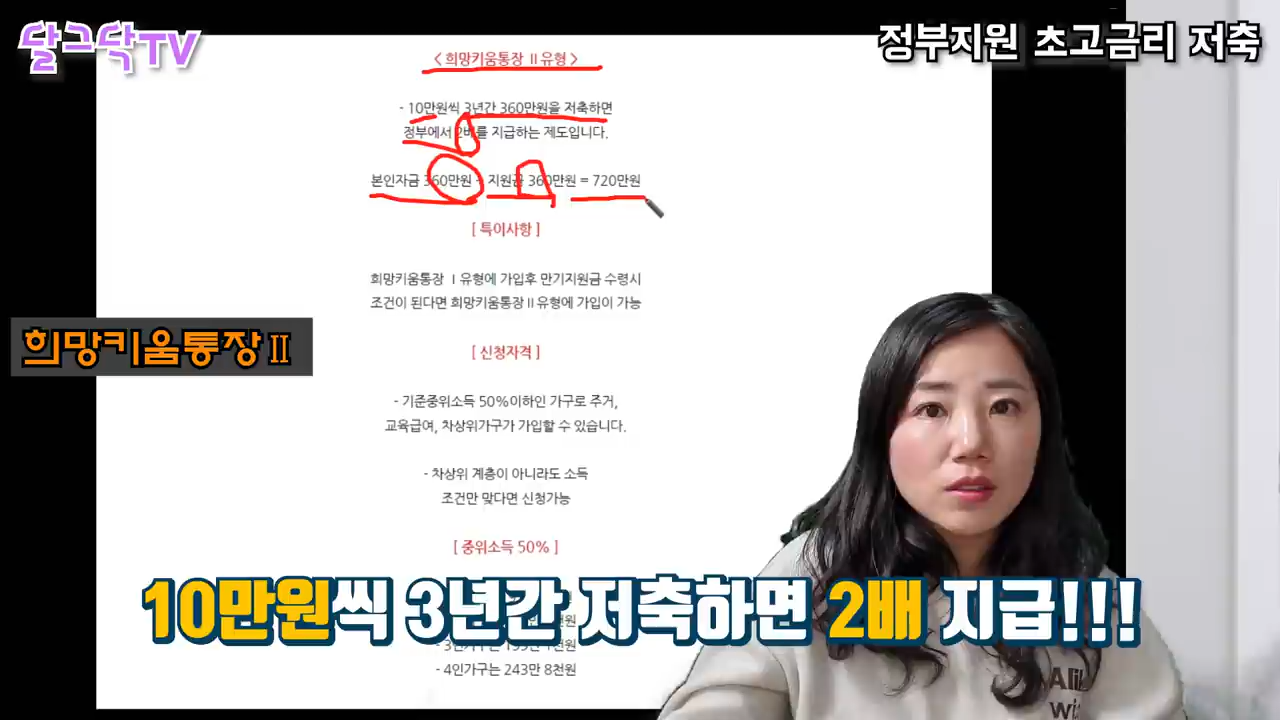 달그닥TV
정부지원 초고금리 저축
< 희망키움통장 II 유형 >
- 10만원씩 3년간 360만원을 저축하면
정부에서 2배를 지급하는 제도입니다.
본인자금 360만원 + 지원금 360만원 = 720만원
[ 특이사항 ]
희망키움통장 I 유형에 가입후 만기지원금 수령시
조건이 된다면 희망키움통장 II 유형에 가입이 가능
희망키움통장 II
[ 신청자격 ]
- 기준중위소득 50%이하인 가구로 주거,
교육급여, 차상위가구가 가입할 수 있습니다.
- 차상위 계층이 아니라도 소득
조건만 맞다면 신청가능
[ 중위소득 50% ]
10만원씩 3년간 저축하면 2배 지급!!!
- 3인가구는
- 4인가구는 243만 8천원